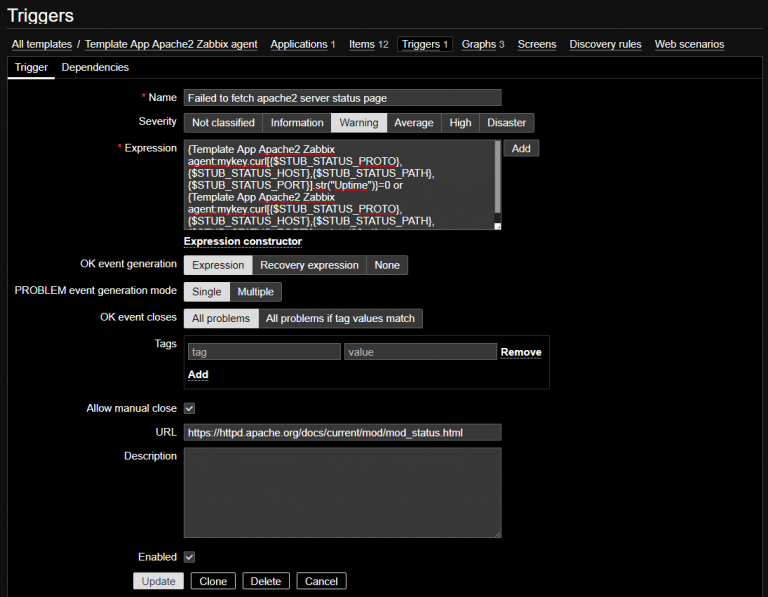 Triggers
All templates / Template App Apache2 Zabbix agent Applications 1 Items 12 Triggers 1 Graphs 3 Screens Discovery rules Web scenarios
Trigger Dependencies
* Name Failed to fetch apache2 server status page
Severity Not classified Information Warning Average High Disaster
* Expression {Template App Apache2 Zabbix Add
agent:mykey.curl[{$STUB_STATUS_PROTO},
{$STUB_STATUS_HOST},{$STUB_STATUS_PATH},
{$STUB_STATUS_PORT}].str("Uptime")}=0 or
{Template App Apache2 Zabbix
agent:mykey.curl[{$STUB_STATUS_PROTO},
{$STUB_STATUS_HOST},{$STUB_STATUS_PATH},
Expression constructor
OK event generation Expression Recovery expression None
PROBLEM event generation mode Single Multiple
OK event closes All problems All problems if tag values match
Tags tag value Remove
Add
Allow manual close
URL https://httpd.apache.org/docs/current/mod/mod_status.html
Description
Enabled
Update Clone Delete Cancel